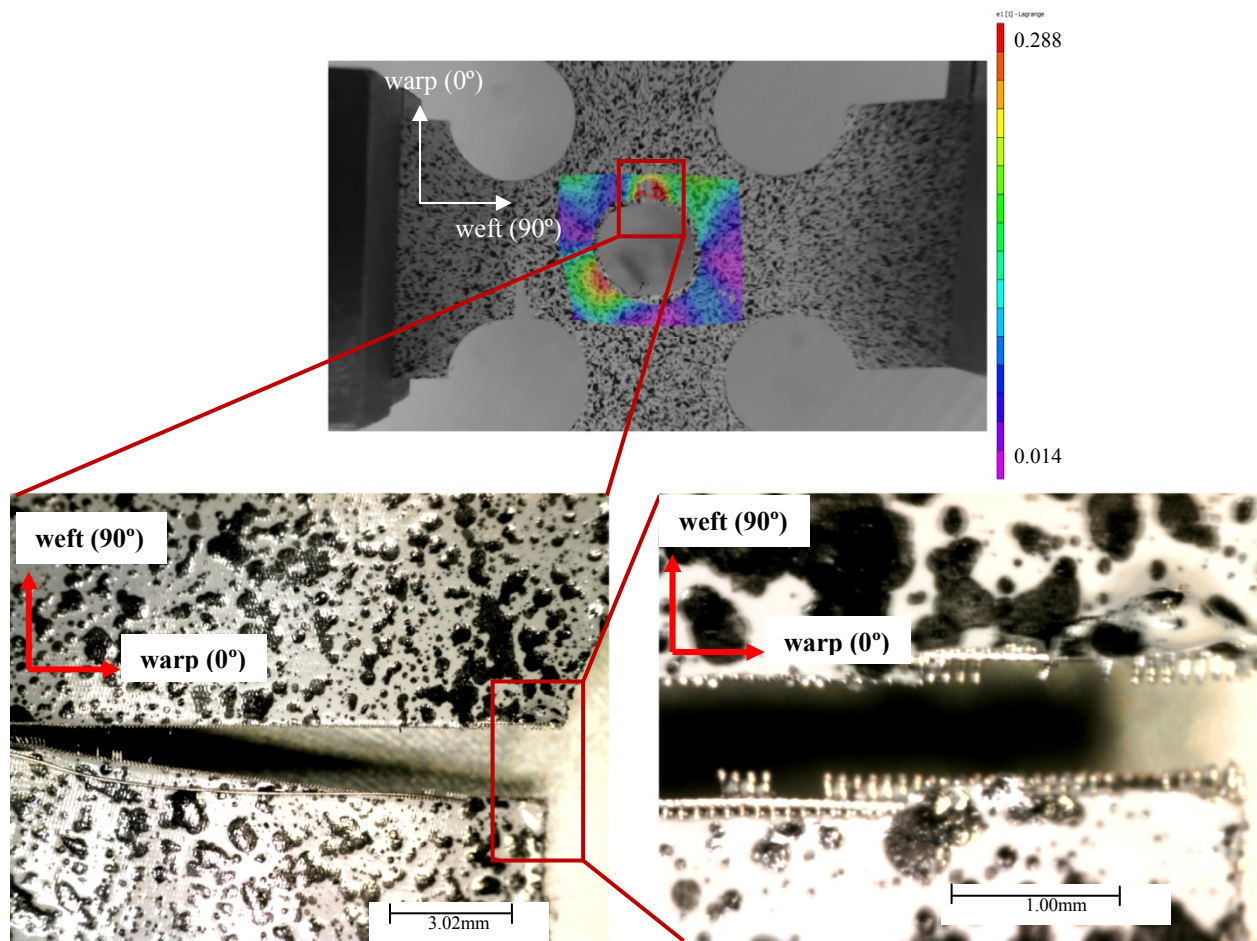 e1 [1] - Lagrange
0.288
warp (0º)
weft (90º)
0.014
weft (90º)
warp (0º)
3.02mm
weft (90º)
warp (0º)
1.00mm